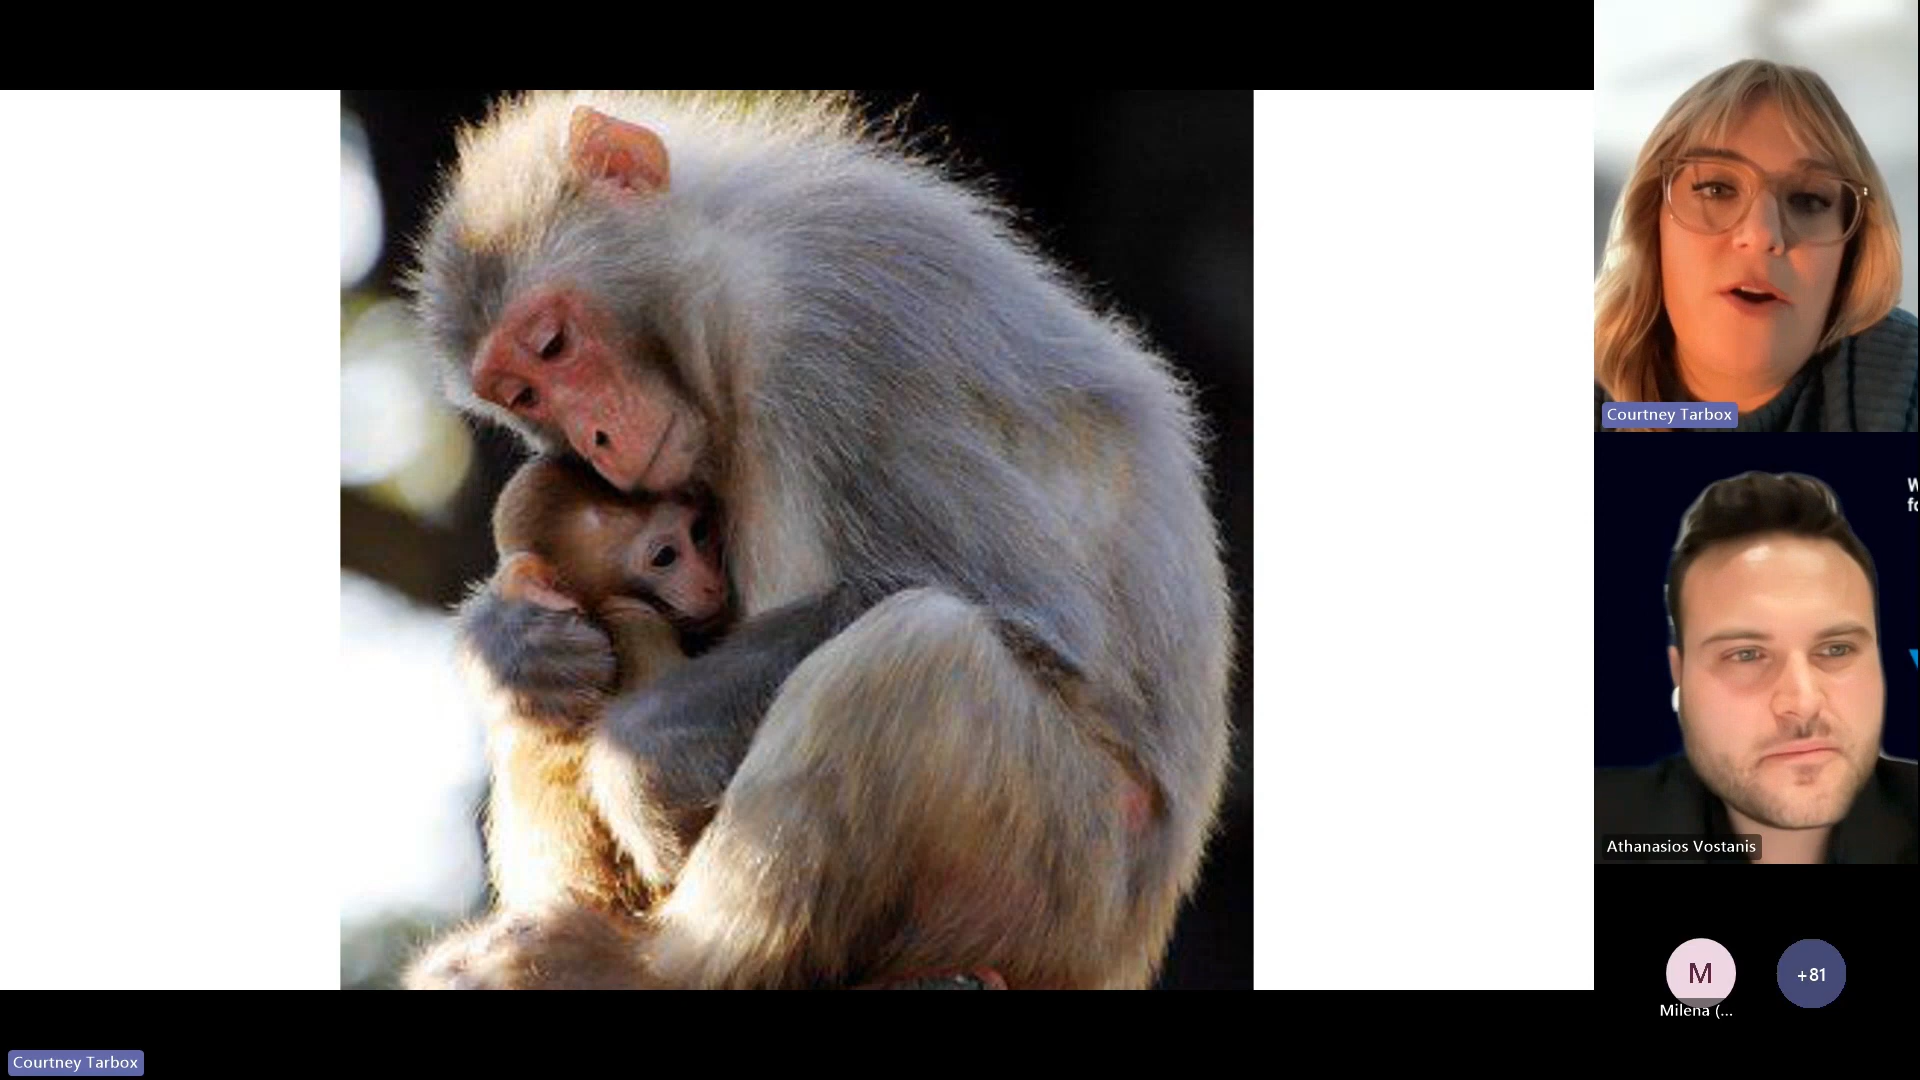 Courtney Tarbox
W
Athanasios Vostanis
M
+81
Milena (...
Courtney Tarbox